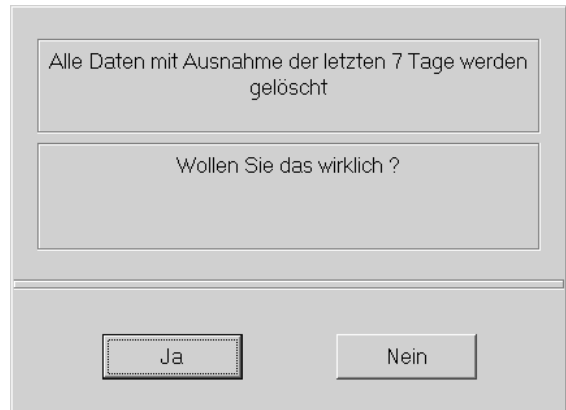 Alle Daten mit Ausnahme der letzten 7 Tage werden
gelöscht
Wollen Sie das wirklich ?
Ja
Nein